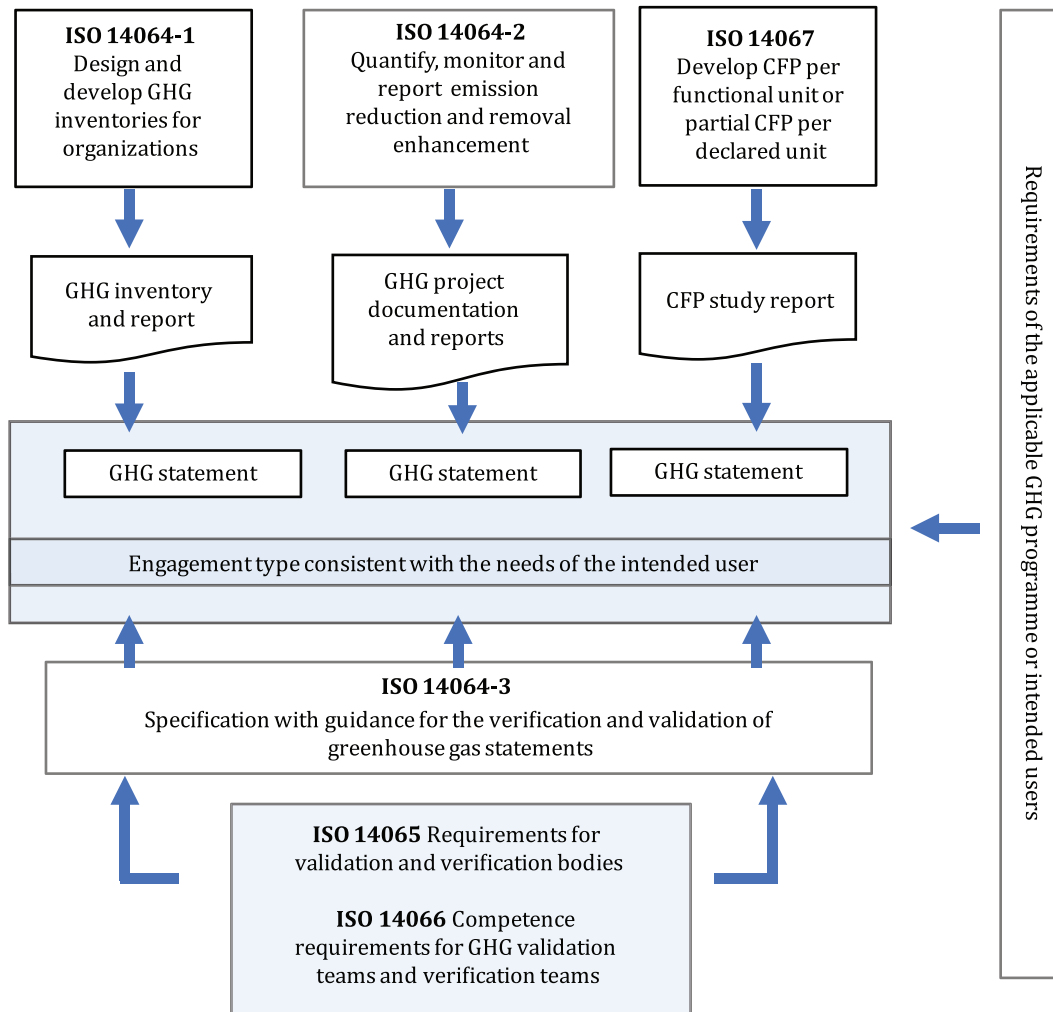 ISO 14064-1
Design and
develop GHG
inventories for
organizations
ISO 14064-2
Quantify, monitor and
report emission
reduction and removal
enhancement
ISO 14067
Develop CFP per
functional unit or
partial CFP per
declared unit
GHG inventory
and report
GHG project
documentation
and reports
CFP study report
GHG statement
GHG statement
GHG statement
Engagement type consistent with the needs of the intended user
ISO 14064-3
Specification with guidance for the verification and validation of
greenhouse gas statements
ISO 14065 Requirements for
validation and verification bodies
ISO 14066 Competence
requirements for GHG validation
teams and verification teams
Requirements of the applicable GHG programme or intended users